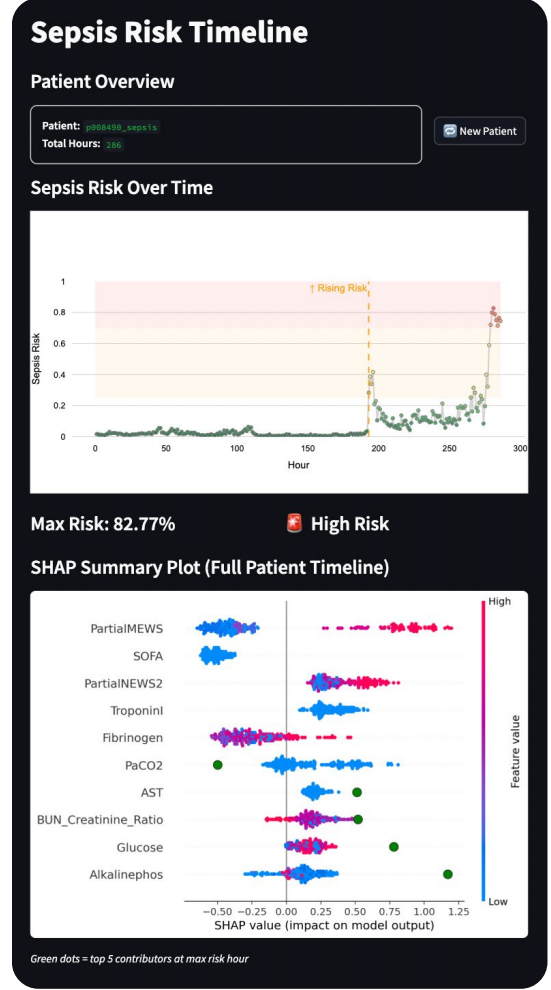 Sepsis Risk Timeline
Patient Overview
Patient: p008490_sepsis
Total Hours: 286
🔁 New Patient
Sepsis Risk Over Time
↑ Rising Risk
1
0.8
0.6
0.4
0.2
0
Sepsis Risk
0 50 100 150 200 250 300
Hour
Max Risk: 82.77%
🚨 High Risk
SHAP Summary Plot (Full Patient Timeline)
High
PartialMEWS
SOFA
PartialNEWS2
TroponinI
Fibrinogen
PaCO2
AST
BUN_Creatinine_Ratio
Glucose
Alkalinephos
Feature value
Low
−0.50 −0.25 0.00 0.25 0.50 0.75 1.00 1.25
SHAP value (impact on model output)
Green dots = top 5 contributors at max risk hour